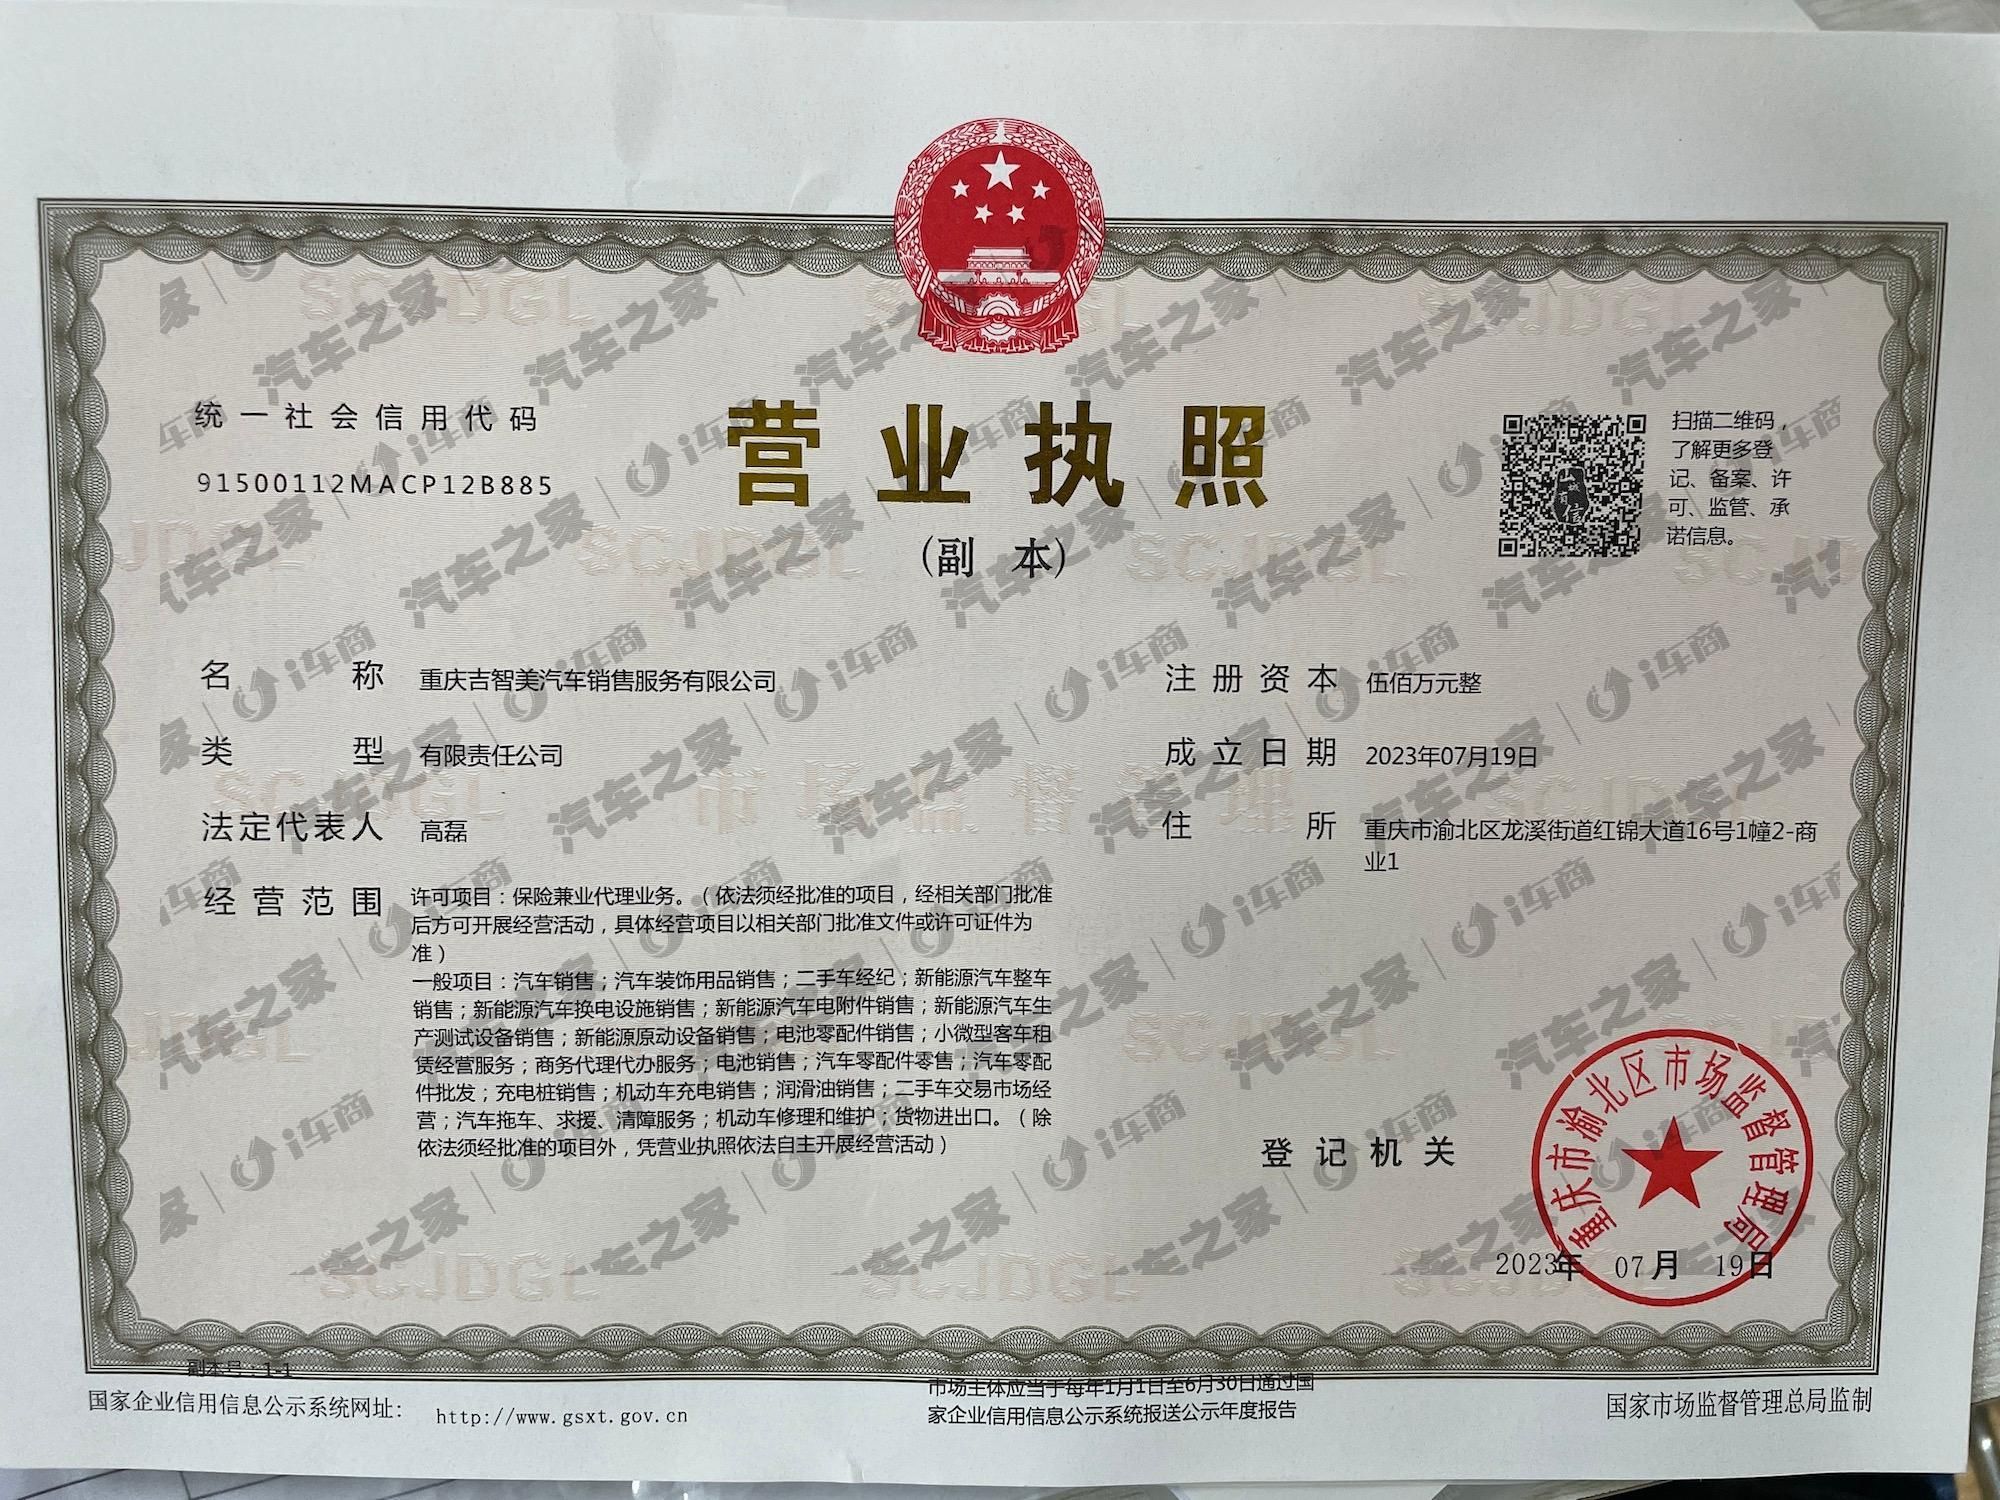 营业执照
(副 本)
统一社会信用代码
91500112MACP12B885
扫描二维码，
了解更多登
记、备案、许
可、监管、承
诺信息。
名称 重庆吉智美汽车销售服务有限公司
类型 有限责任公司
法定代表人 高磊
经营范围 许可项目：保险兼业代理业务。（依法须经批准的项目，经相关部门批准
后方可开展经营活动，具体经营项目以相关部门批准文件或许可证件为
准）
一般项目：汽车销售；汽车装饰用品销售；二手车经纪；新能源汽车整车
销售；新能源汽车换电设施销售；新能源汽车电附件销售；新能源汽车生
产测试设备销售；新能源原动设备销售；电池零配件销售；小微型客车租
赁经营服务；商务代理代办服务；电池销售；汽车零配件零售；汽车零配
件批发；充电桩销售；机动车充电销售；润滑油销售；二手车交易市场经
营；汽车拖车、求援、清障服务；机动车修理和维护；货物进出口。（除
依法须经批准的项目外，凭营业执照依法自主开展经营活动）
注册资本 伍佰万元整
成立日期 2023年07月19日
住所 重庆市渝北区龙溪街道红锦大道16号1幢2-商
业1
登记机关
重庆市渝北区市场监督管理局
2023年 07月 19日
副本号：1-1
国家企业信用信息公示系统网址： http://www.gsxt.gov.cn
市场主体应当于每年1月1日至6月30日通过国
家企业信用信息公示系统报送公示年度报告
国家市场监督管理总局监制
汽车之家 | i车商
SCJDGL
市场监督管理